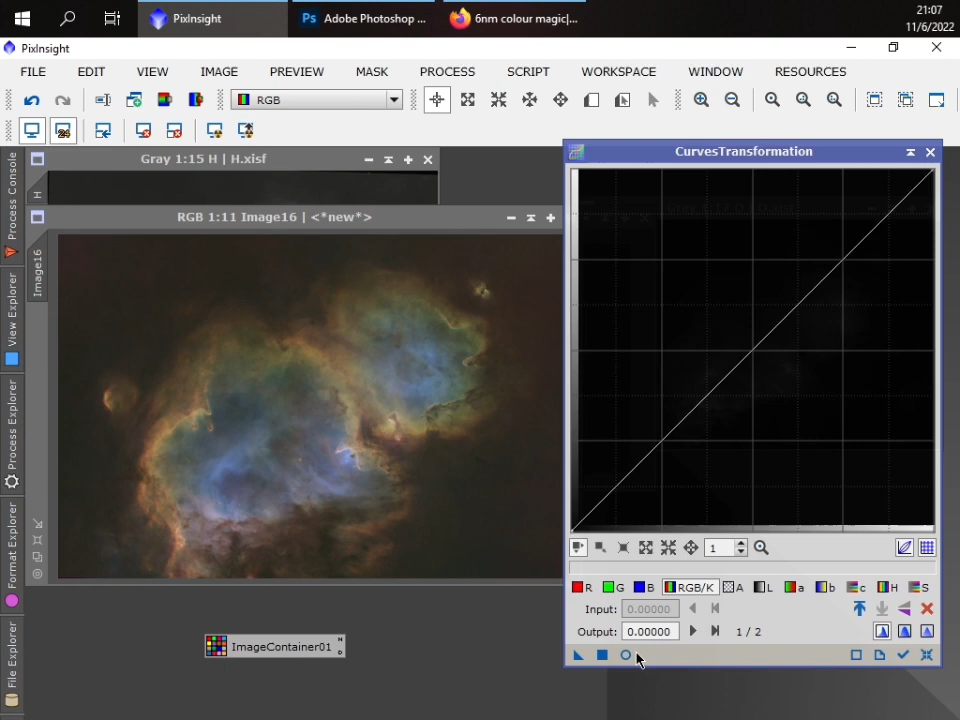 PixInsight
Adobe Photoshop ...
6nm colour magic|...
21:07
11/6/2022
PixInsight
FILE EDIT VIEW IMAGE PREVIEW MASK PROCESS SCRIPT WORKSPACE WINDOW RESOURCES
RGB
Gray 1:15 H | H.xisf
H
RGB 1:11 Image16 | <*new*>
Image16
Process Console
View Explorer
Process Explorer
Format Explorer
File Explorer
ImageContainer01
CurvesTransformation
1
R G B RGB/K A L a b c H S
Input: 0.00000
Output: 0.00000 1 / 2